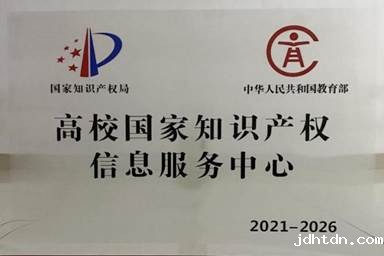 国家知识产权局
中华人民共和国教育部
高校国家知识产权
信息服务中心
2021-2026
jdhtdn.com